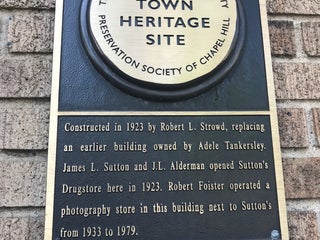 TOWN
HERITAGE
SITE
PRESERVATION SOCIETY OF CHAPEL HILL
Constructed in 1923 by Robert L. Strowd, replacing
an earlier building owned by Adele Tankersley.
James L. Sutton and J.L. Alderman opened Sutton's
Drugstore here in 1923. Robert Foister operated a
photography store in this building next to Sutton's
from 1933 to 1979.